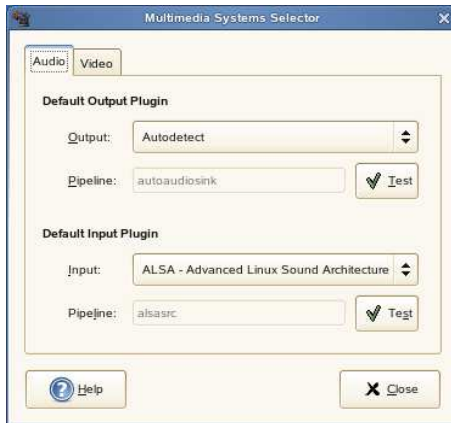 Multimedia Systems Selector
Audio
Video
Default Output Plugin
Output: Autodetect
Pipeline: autoaudiosink Test
Default Input Plugin
Input: ALSA - Advanced Linux Sound Architecture
Pipeline: alsasrc Test
Help
Close